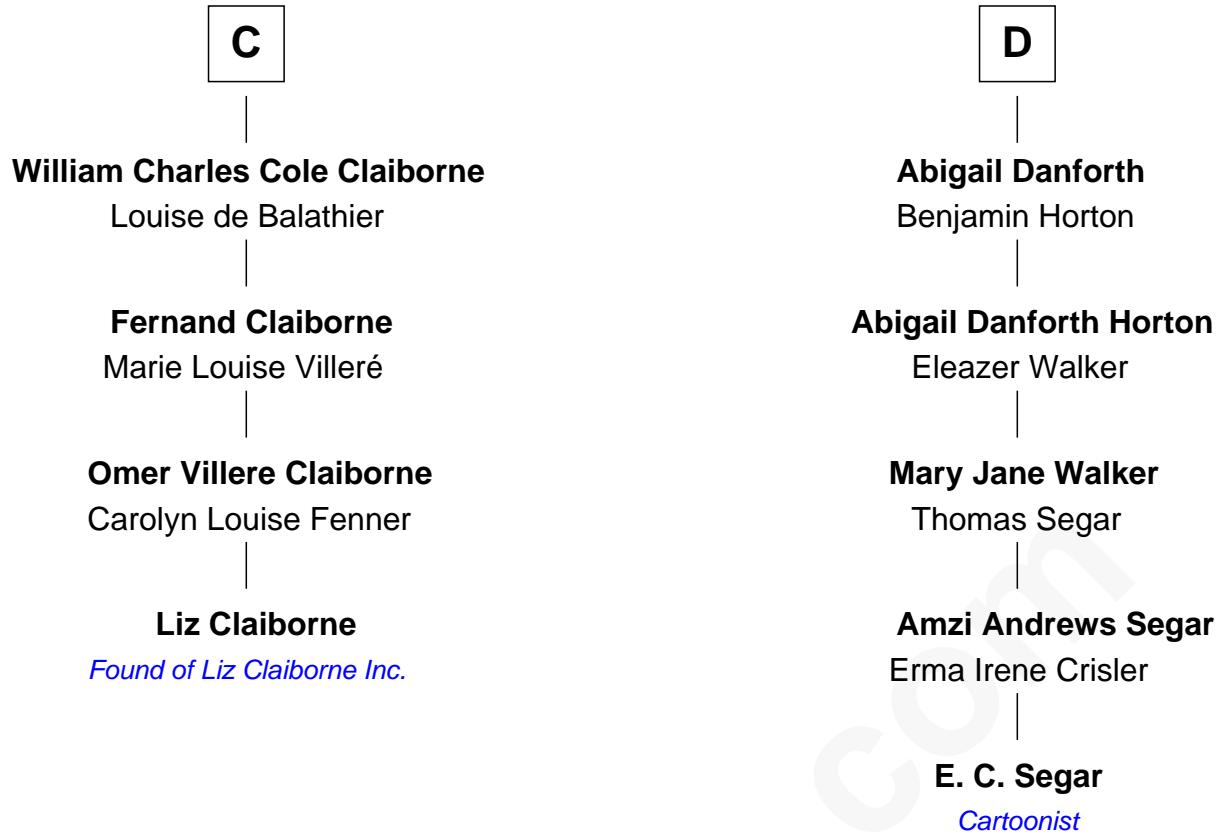 C
William Charles Cole Claiborne
Louise de Balathier
Fernand Claiborne
Marie Louise Villeré
Omer Villere Claiborne
Carolyn Louise Fenner
Liz Claiborne
Found of Liz Claiborne Inc.
D
Abigail Danforth
Benjamin Horton
Abigail Danforth Horton
Eleazer Walker
Mary Jane Walker
Thomas Segar
Amzi Andrews Segar
Erma Irene Crisler
E. C. Segar
Cartoonist
com